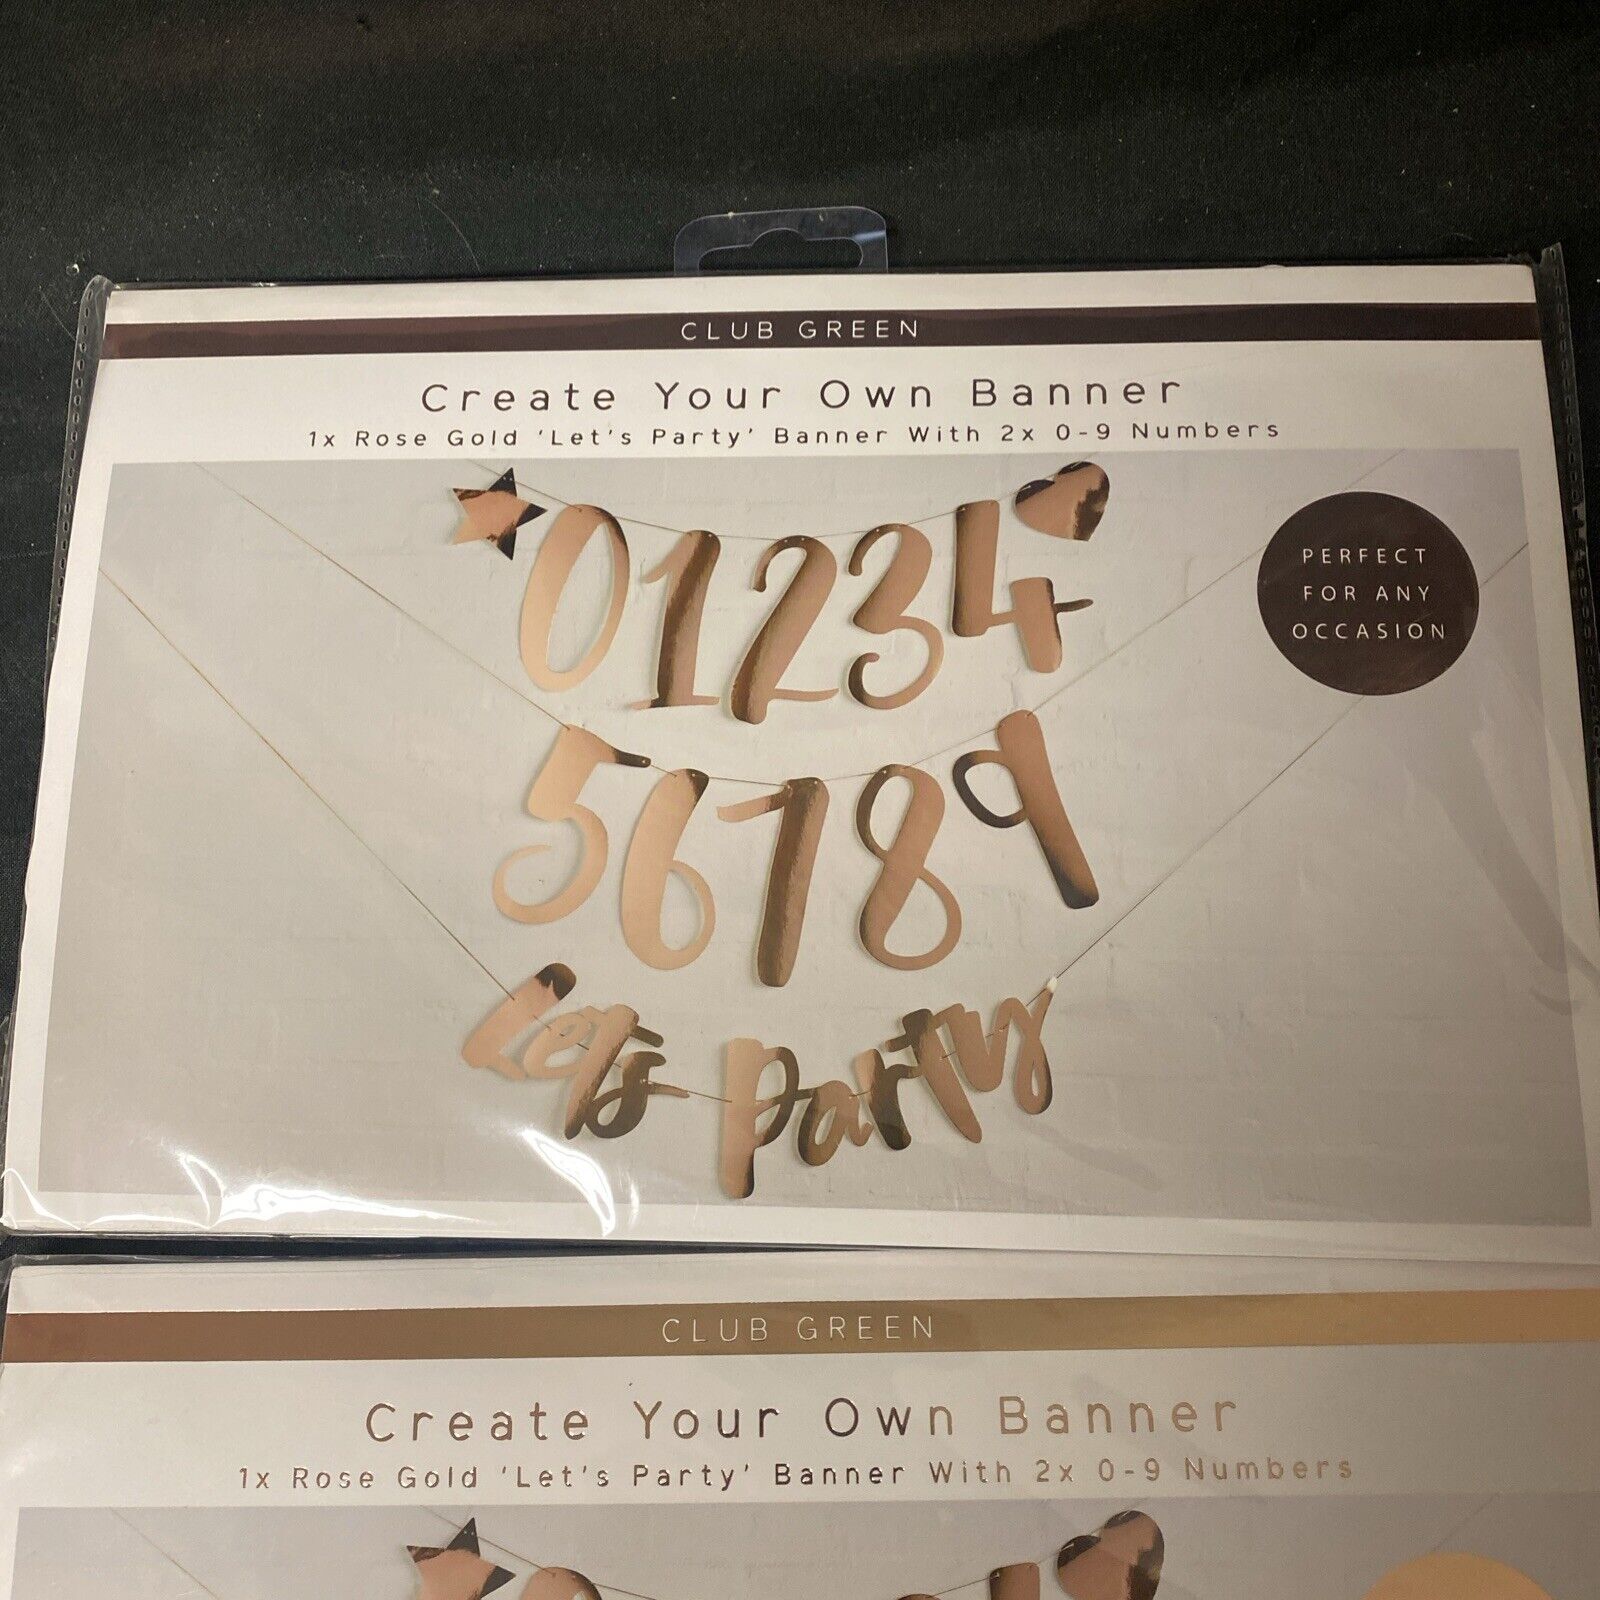 CLUB GREEN
Create Your Own Banner
1x Rose Gold ‘Let's Party’ Banner With 2x 0-9 Numbers
01234
PERFECT
FOR ANY
OCCASION
56789
Let's Party
CLUB GREEN
Create Your Own Banner
1x Rose Gold ‘Let's Party’ Banner With 2x 0-9 Numbers